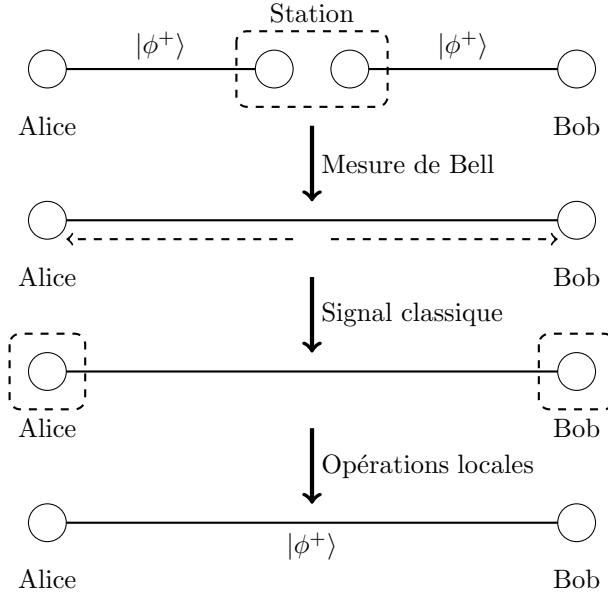 Station
|ϕ⁺⟩ |ϕ⁺⟩
Alice Bob
Mesure de Bell
Alice Bob
Signal classique
Alice Bob
Opérations locales
|ϕ⁺⟩
Alice Bob